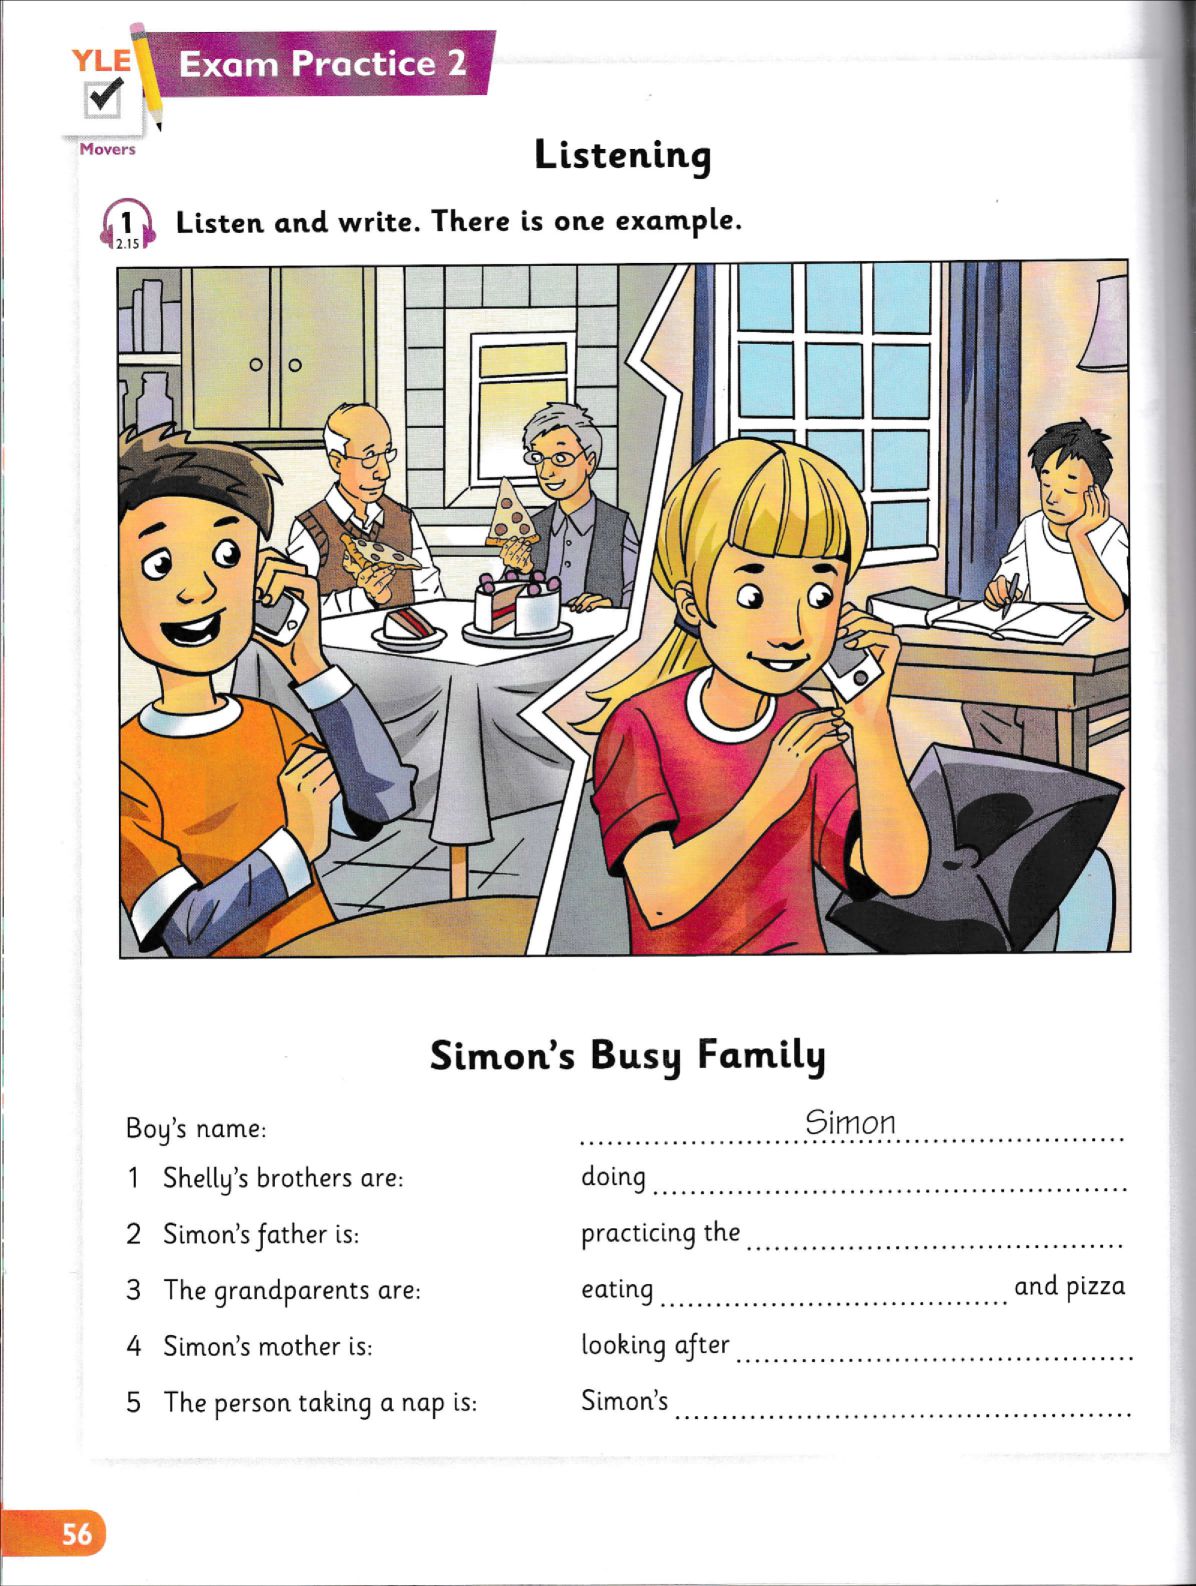 YLE
Exam Practice 2
Movers
Listening
1
2.15
Listen and write. There is one example.
Simon's Busy Family
Boy's name: Simon
1 Shelly's brothers are: doing
2 Simon's father is: practicing the
3 The grandparents are: eating and pizza
4 Simon's mother is: looking after
5 The person taking a nap is: Simon's
56